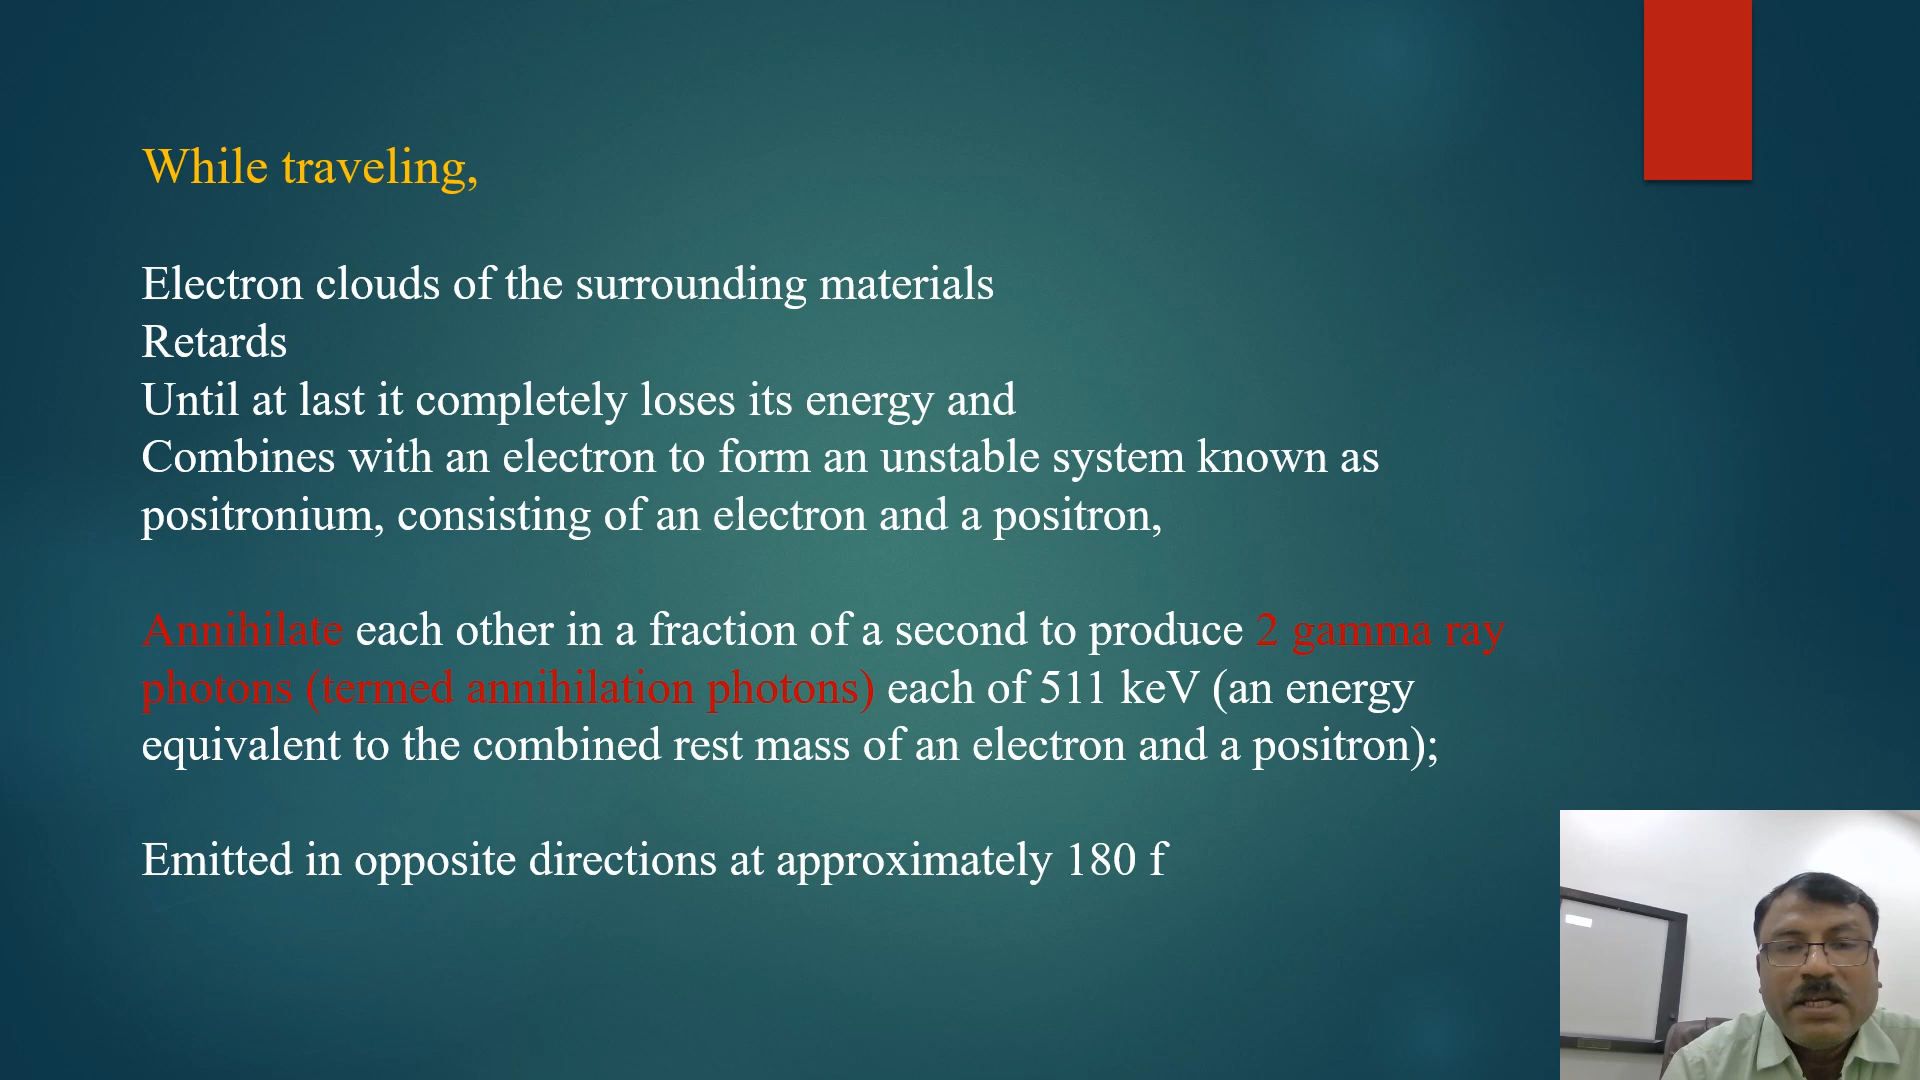 While traveling,
Electron clouds of the surrounding materials
Retards
Until at last it completely loses its energy and
Combines with an electron to form an unstable system known as
positronium, consisting of an electron and a positron,
Annihilate each other in a fraction of a second to produce 2 gamma ray
photons (termed annihilation photons) each of 511 keV (an energy
equivalent to the combined rest mass of an electron and a positron);
Emitted in opposite directions at approximately 180 f